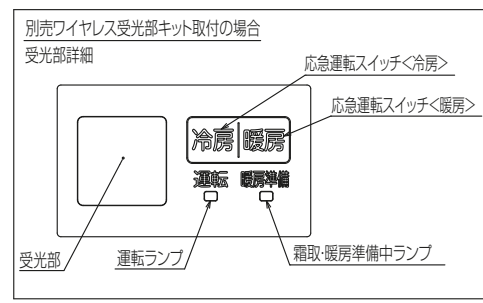 別売ワイヤレス受光部キット取付の場合
受光部詳細
応急運転スイッチ<冷房>
応急運転スイッチ<暖房>
冷房 暖房
運転 暖房準備
受光部
運転ランプ
霜取・暖房準備中ランプ